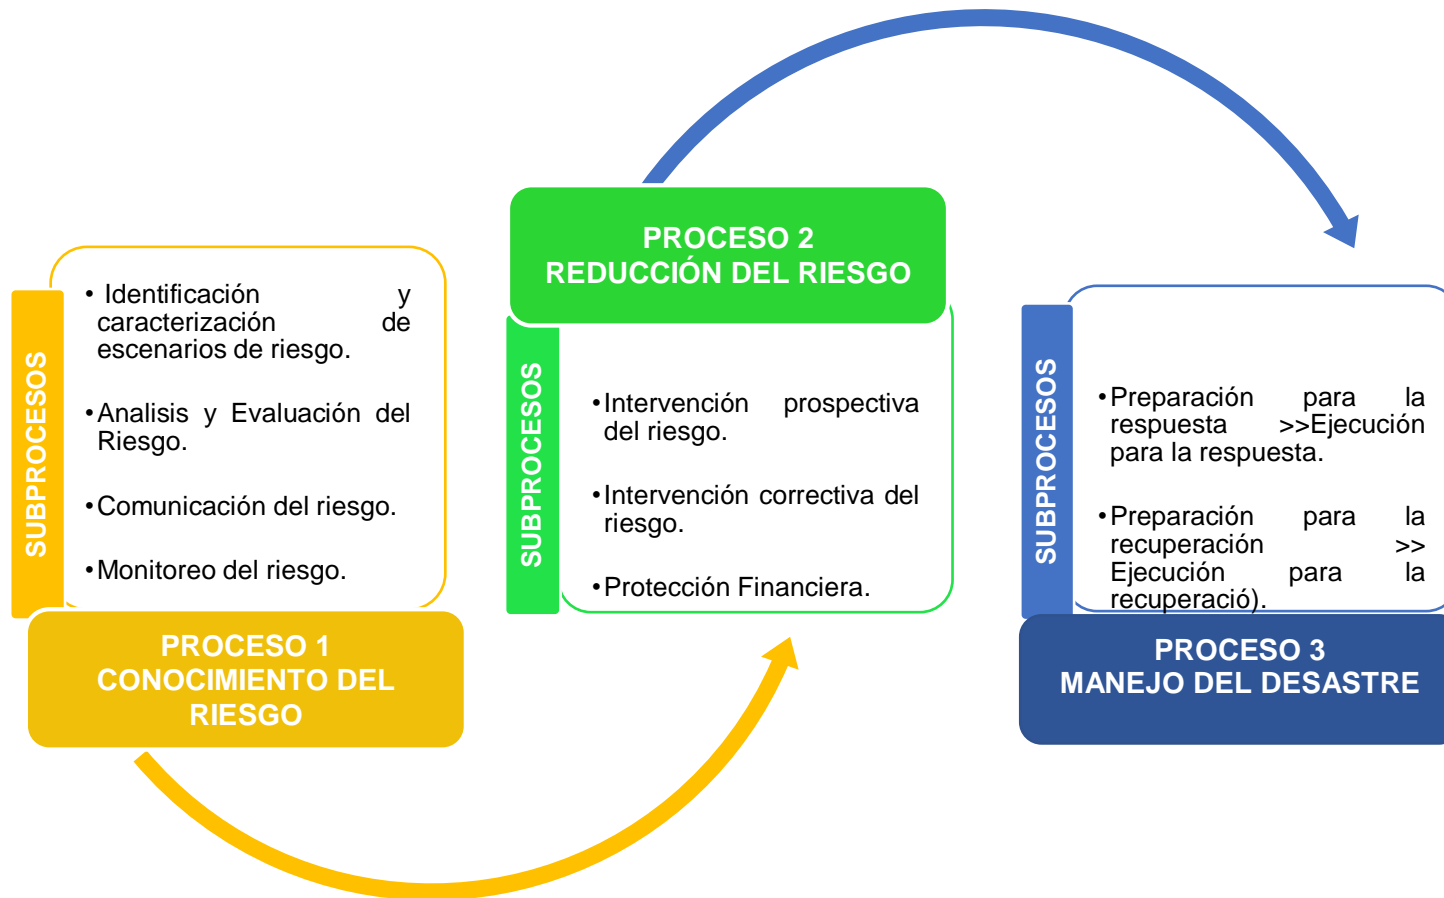 SUBPROCESOS
• Identificación y
caracterización de
escenarios de riesgo.
•Analisis y Evaluación del
Riesgo.
•Comunicación del riesgo.
•Monitoreo del riesgo.
PROCESO 1
CONOCIMIENTO DEL
RIESGO
PROCESO 2
REDUCCIÓN DEL RIESGO
SUBPROCESOS
•Intervención prospectiva
del riesgo.
•Intervención correctiva del
riesgo.
•Protección Financiera.
SUBPROCESOS
•Preparación para la
respuesta >>Ejecución
para la respuesta.
•Preparación para la
recuperación >>
Ejecución para la
recuperació).
PROCESO 3
MANEJO DEL DESASTRE